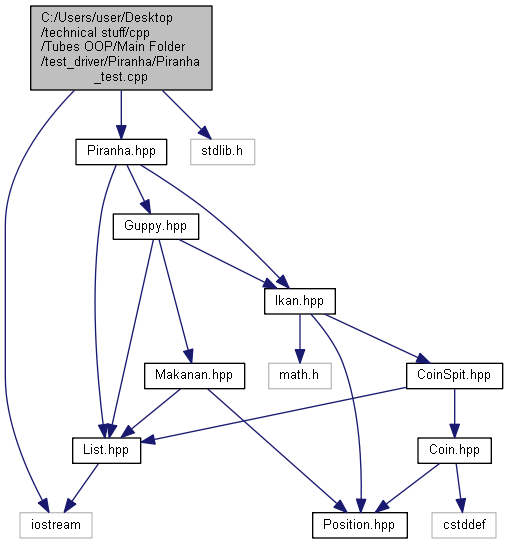 C:/Users/user/Desktop
/technical stuff/cpp
/Tubes OOP/Main Folder
/test_driver/Piranha/Piranha
_test.cpp
Piranha.hpp
stdlib.h
Guppy.hpp
Ikan.hpp
Makanan.hpp
math.h
CoinSpit.hpp
List.hpp
Coin.hpp
iostream
Position.hpp
cstddef